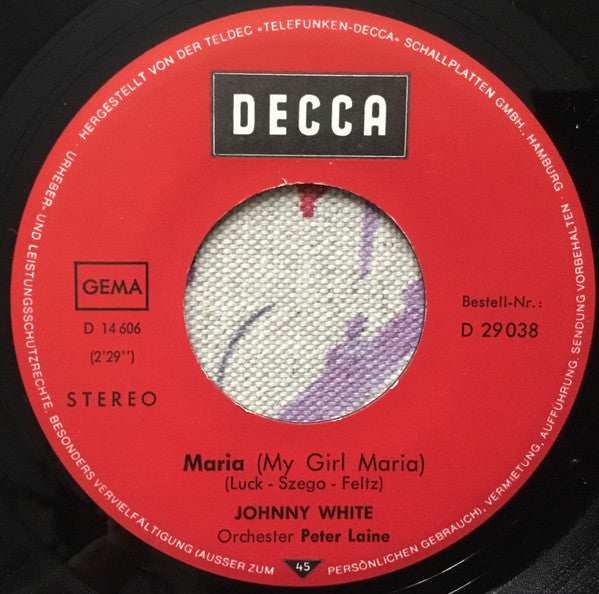 · HERGESTELLT VON DER TELDEC »TELEFUNKEN-DECCA« SCHALLPLATTEN GMBH., HAMBURG ·
URHEBER- UND LEISTUNGSSCHUTZRECHTE, BESONDERS VERVIELFALTIGUNG (AUSSER ZUM PERSÖNLICHEN GEBRAUCH), VERMIETUNG, AUFFÜHRUNG, SENDUNG VORBEHALTEN.
DECCA
GEMA
D 14 606
(2'29'')
STEREO
Bestell-Nr.:
D 29 038
Maria (My Girl Maria)
(Luck - Szego - Feltz)
JOHNNY WHITE
Orchester Peter Laine
45